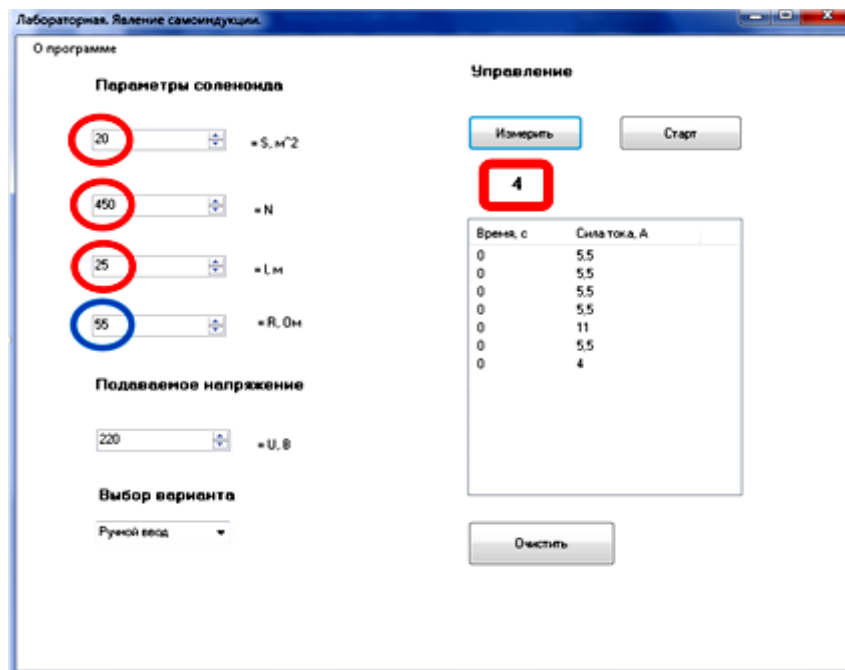 Лабораторная. Явление самоиндукции.
О программе
Параметры соленоида
20 = S, м^2
450 = N
25 = l, м
55 = R, Ом
Подаваемое напряжение
220 = U, В
Выбор варианта
Ручной ввод
Управление
Измерить Старт
4
Время, с Сила тока, А
0 5,5
0 5,5
0 5,5
0 5,5
0 11
0 5,5
0 4
Очистить